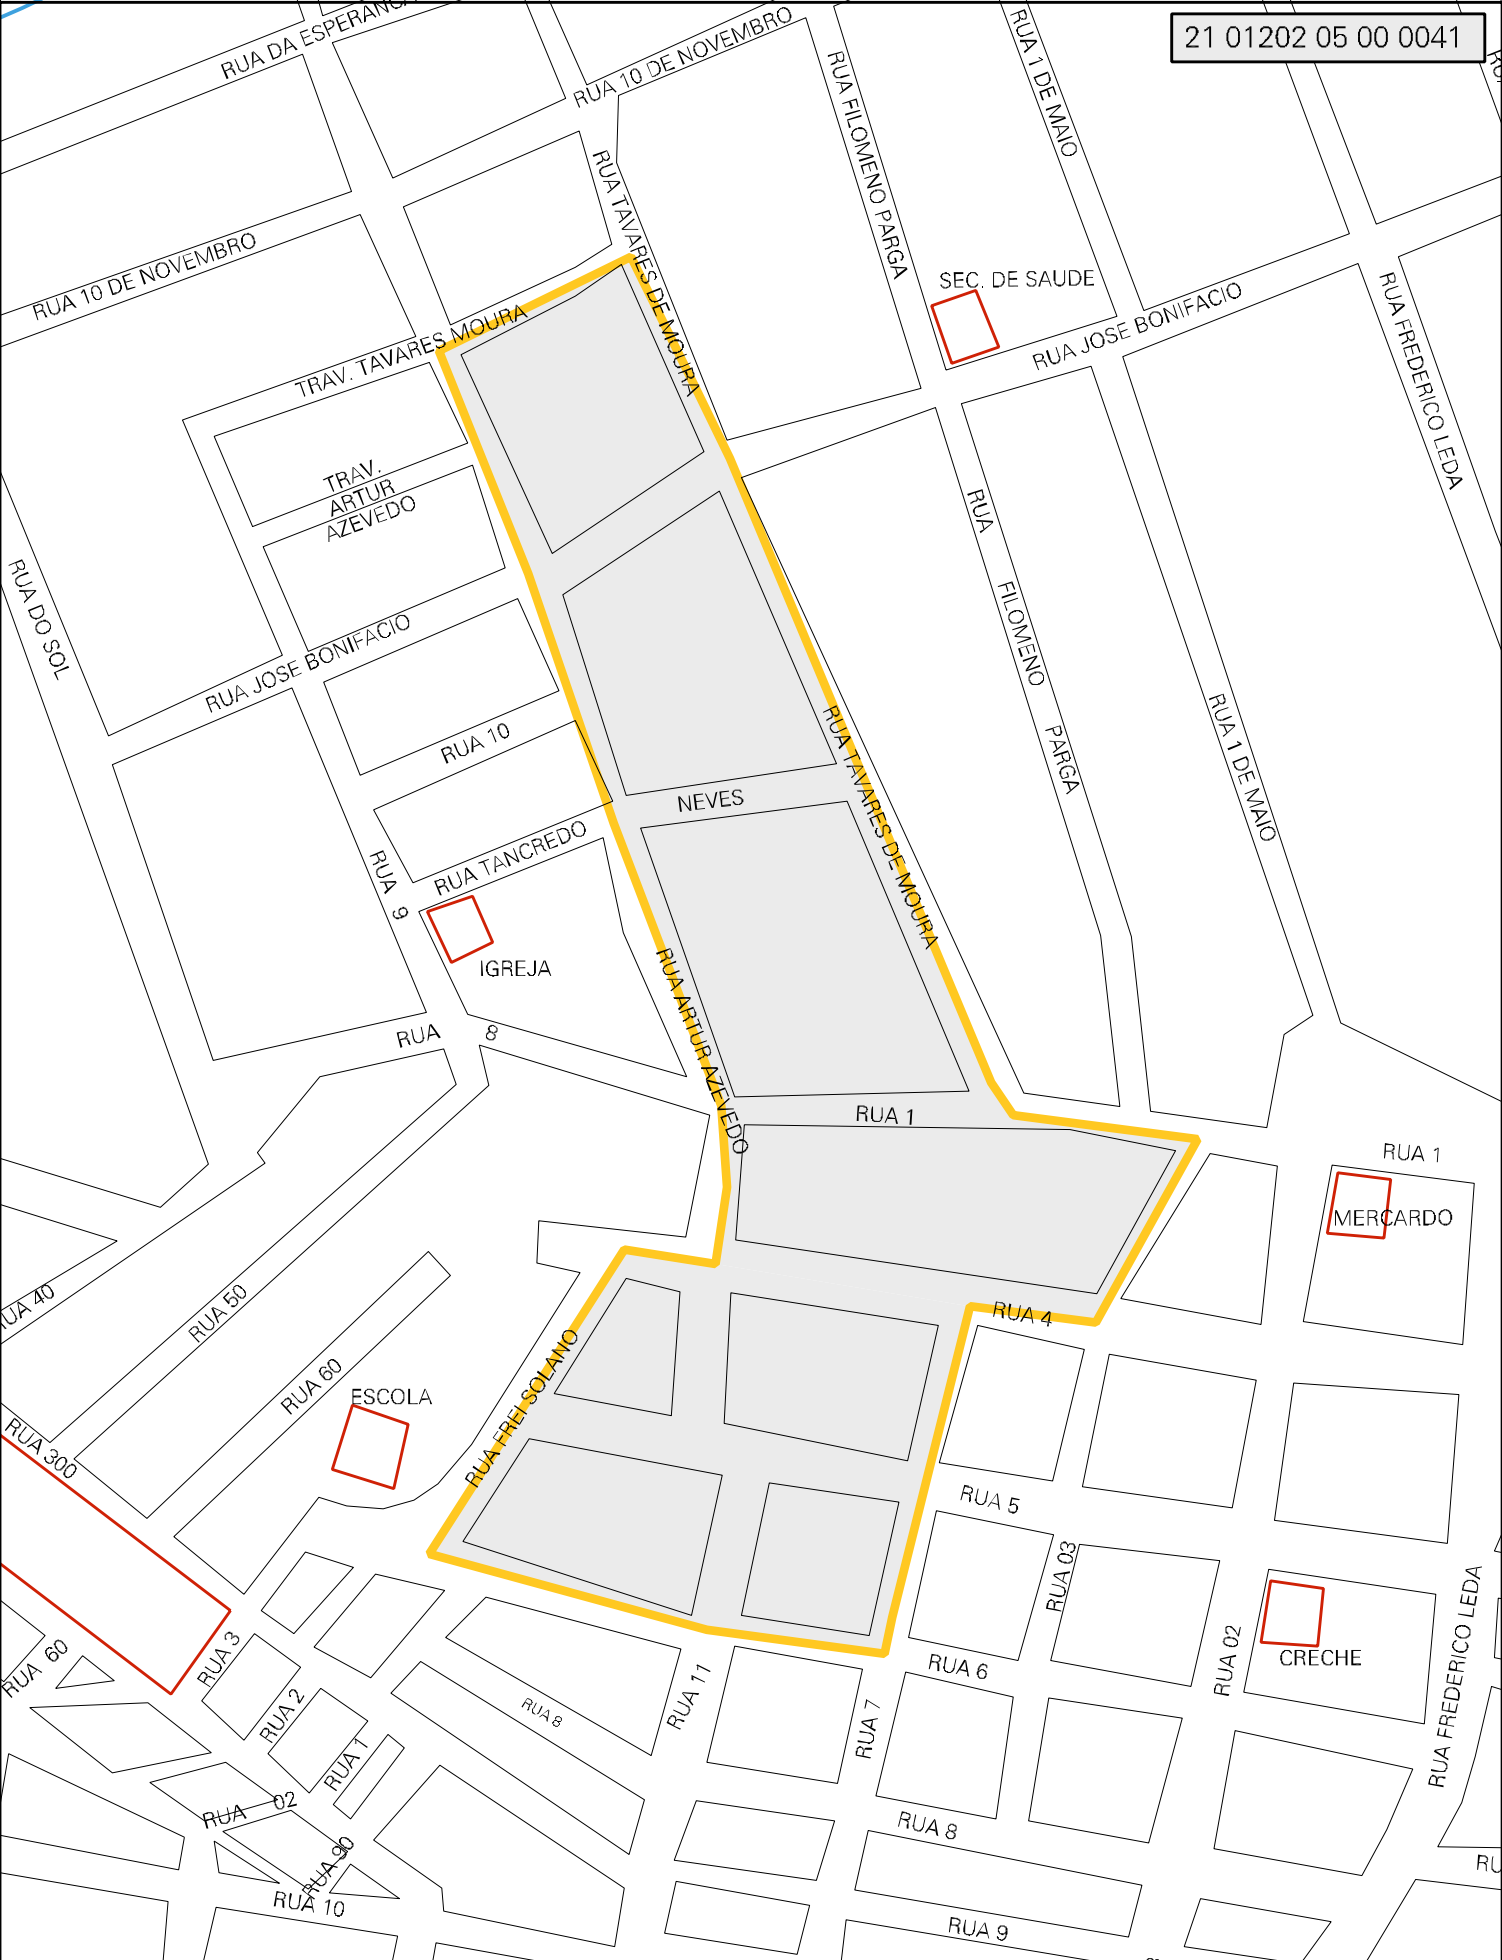 21 01202 05 00 0041
RUA DA ESPERANCA
RUA 10 DE NOVEMBRO
RUA 1 DE MAIO
RUA FILOMENO PARGA
RUA TAVARES DE MOURA
RUA 10 DE NOVEMBRO
SEC. DE SAUDE
RUA JOSE BONIFACIO
RUA FREDERICO LEDA
TRAV. TAVARES MOURA
TRAV.
ARTUR
AZEVEDO
RUA
FILOMENO
PARGA
RUA DO SOL
RUA JOSE BONIFACIO
RUA 10
RUA 1 DE MAIO
RUA TAVARES DE MOURA
NEVES
RUA TANCREDO
RUA 9
IGREJA
RUA 8
RUA ARTUR AZEVEDO
RUA 1
RUA 1
MERCARDO
RUA 4
UA 40
RUA 50
RUA 60
ESCOLA
RUA FREI SOLANO
RUA 300
RUA 5
RUA 03
RUA 02
CRECHE
RUA FREDERICO LEDA
RUA 60
RUA 3
RUA 2
RUA 1
RUA 8
RUA 11
RUA 7
RUA 6
RUA 02
RUA 90
RUA 8
RUA 10
RUA 9
RU